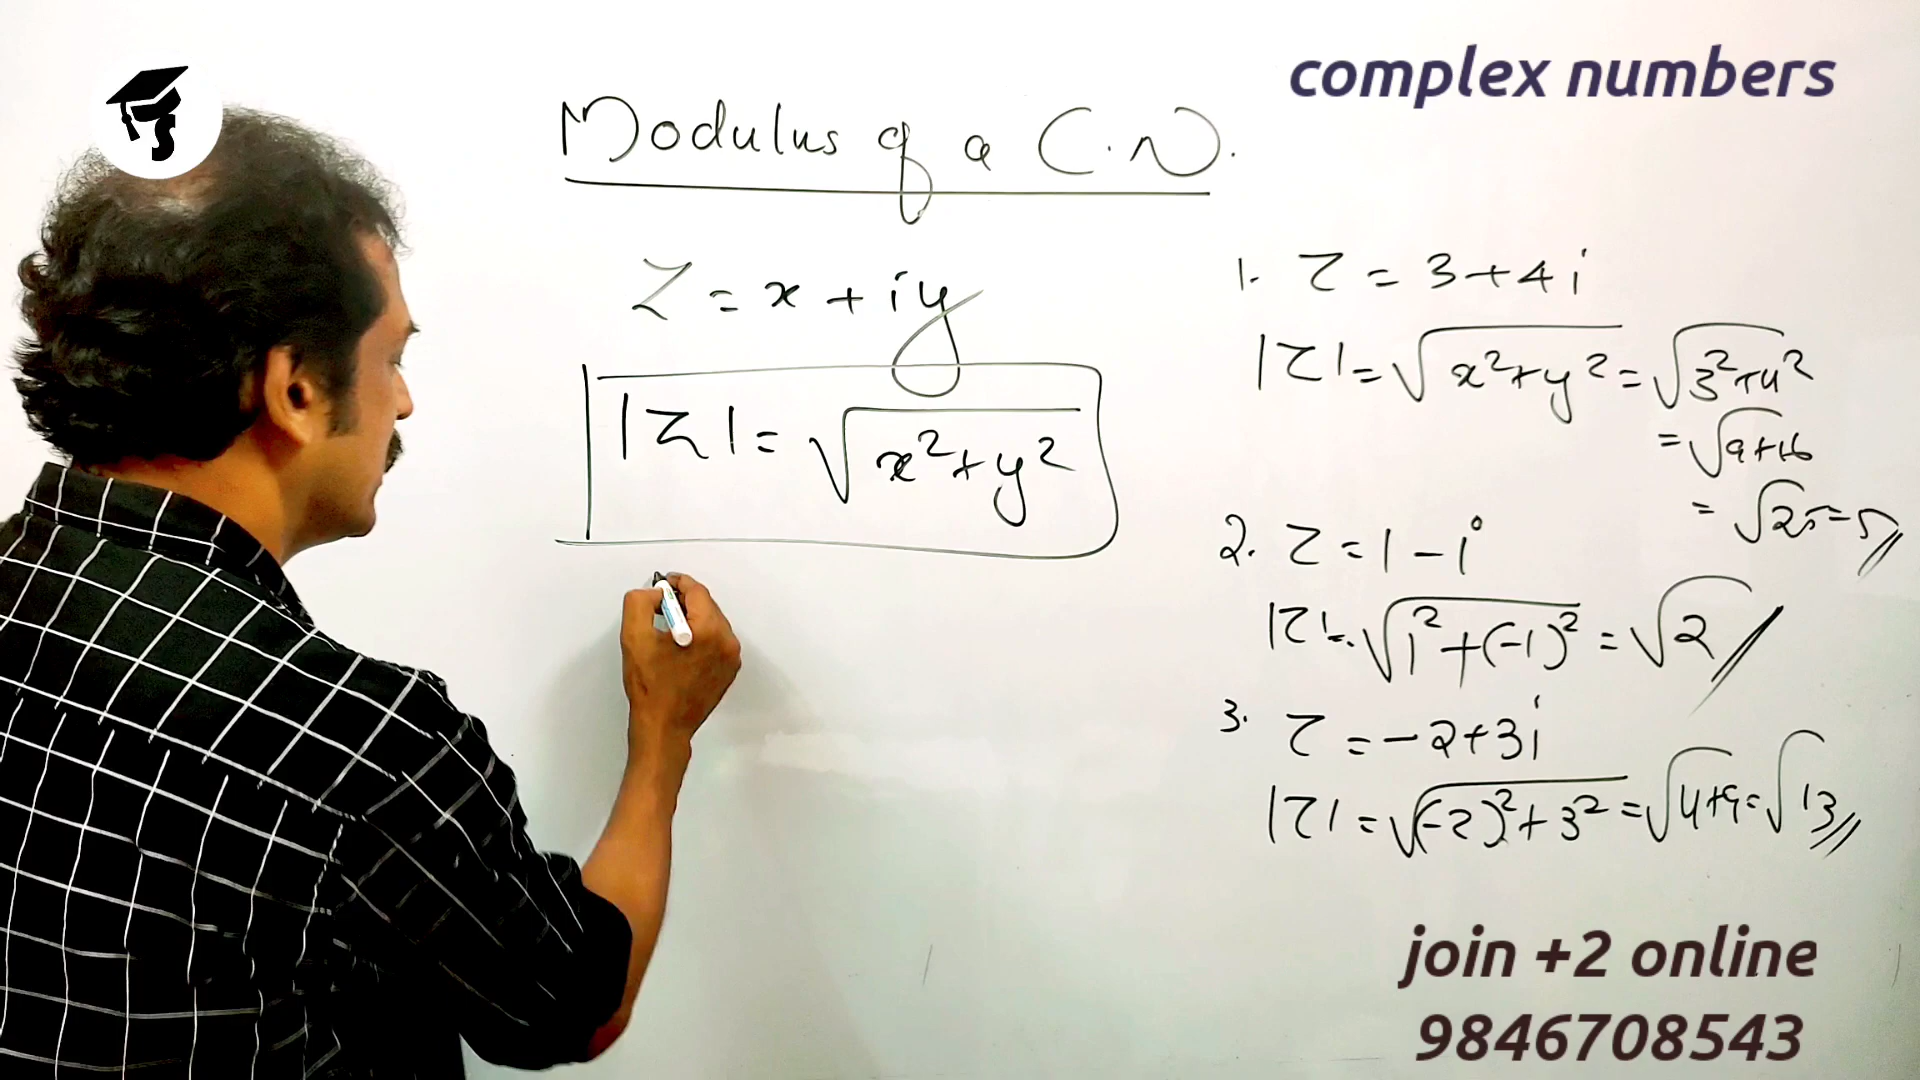 complex numbers
Modulus of a C.N.
Z = x + iy
|Z| = √x²+y²
1. Z = 3+4i
|Z| = √x²+y² = √3²+4²
= √9+16
= √25 = 5
2. Z = 1 - i
|Z| = √1²+(-1)² = √2
3. Z = -2+3i
|Z| = √(-2)²+3² = √4+9 = √13
join +2 online
9846708543